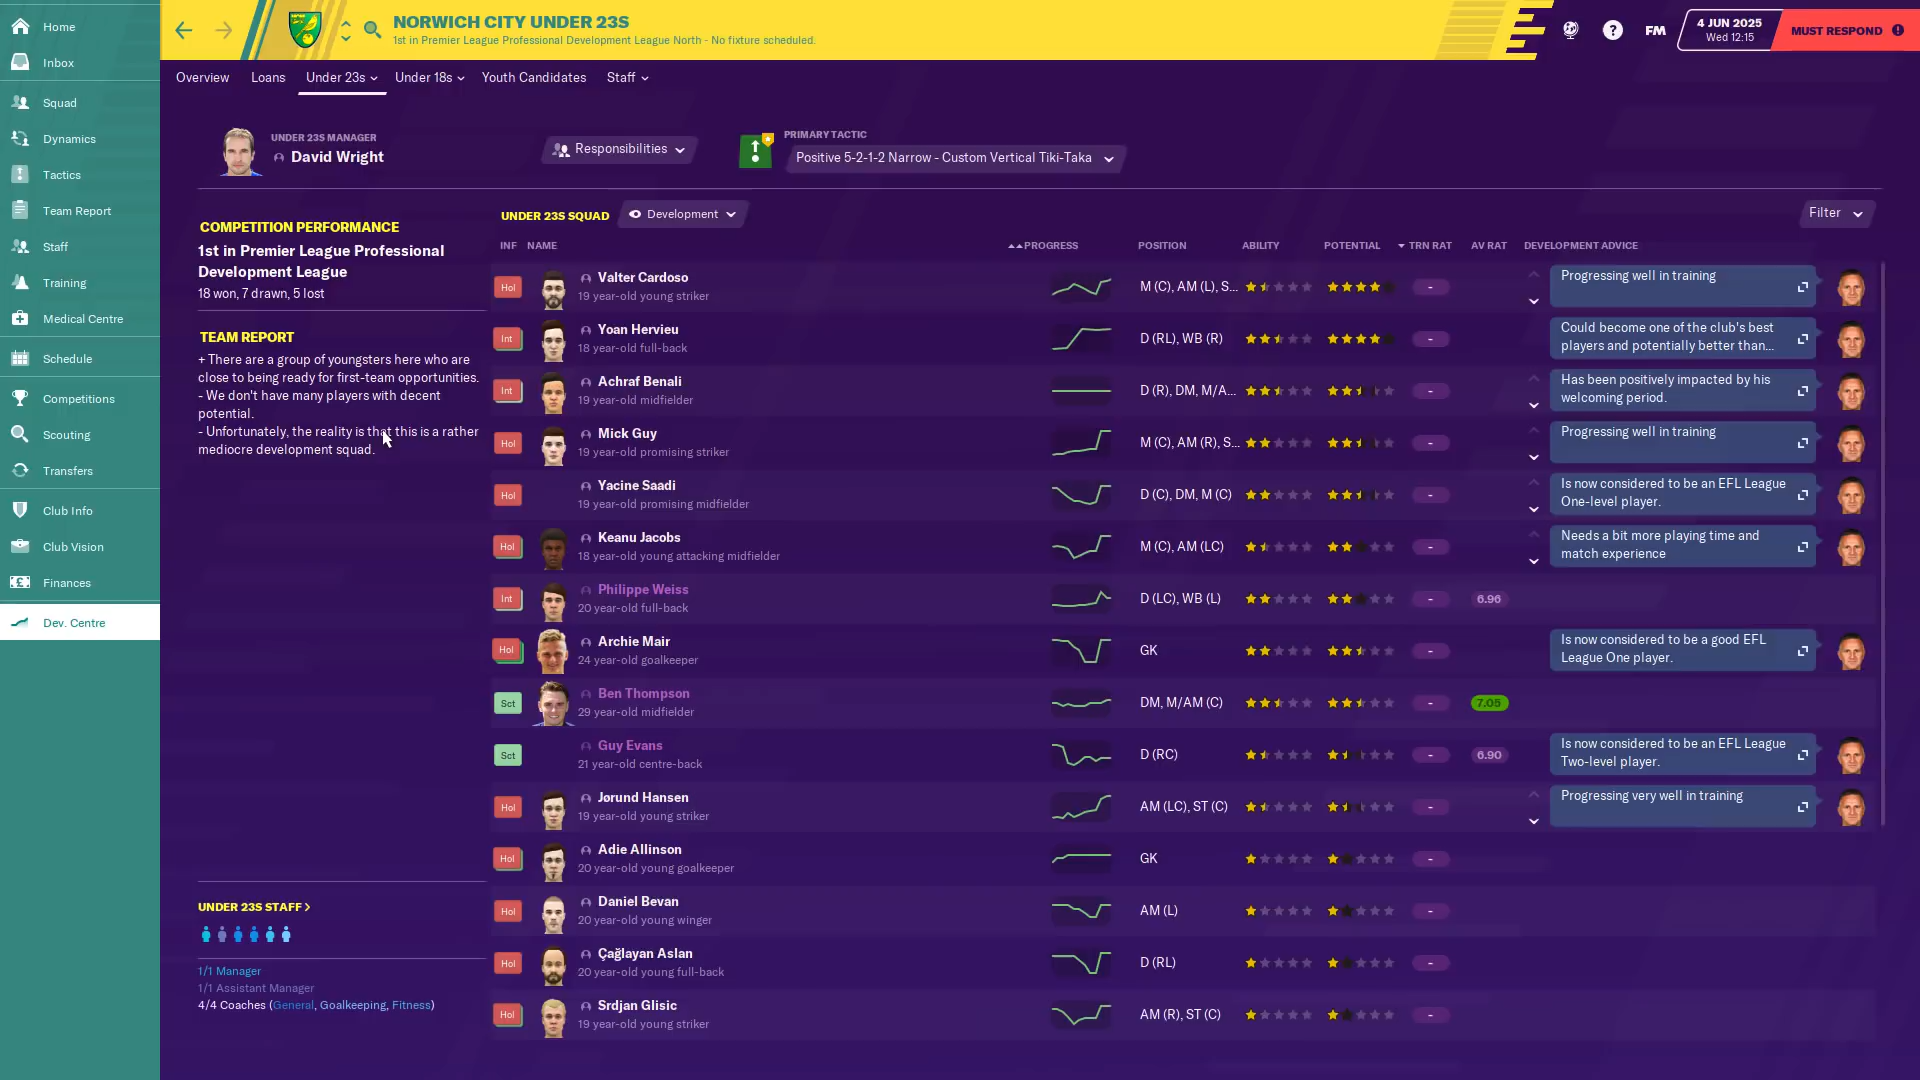 Home
Inbox
Squad
Dynamics
Tactics
Team Report
Staff
Training
Medical Centre
Schedule
Competitions
Scouting
Transfers
Club Info
Club Vision
Finances
Dev. Centre
NORWICH CITY UNDER 23S
1st in Premier League Professional Development League North - No fixture scheduled.
FM
4 JUN 2025
Wed 12:15
MUST RESPOND
Overview
Loans
Under 23s
Under 18s
Youth Candidates
Staff
UNDER 23S MANAGER
David Wright
Responsibilities
PRIMARY TACTIC
Positive 5-2-1-2 Narrow - Custom Vertical Tiki-Taka
COMPETITION PERFORMANCE
1st in Premier League Professional
Development League
18 won, 7 drawn, 5 lost
TEAM REPORT
+ There are a group of youngsters here who are
close to being ready for first-team opportunities.
- We don't have many players with decent
potential.
- Unfortunately, the reality is that this is a rather
mediocre development squad.
UNDER 23S STAFF >
1/1 Manager
1/1 Assistant Manager
4/4 Coaches (General, Goalkeeping, Fitness)
UNDER 23S SQUAD
Development
Filter
INF NAME PROGRESS POSITION ABILITY POTENTIAL TRN RAT AV RAT DEVELOPMENT ADVICE
Hol Valter Cardoso M (C), AM (L), S... - Progressing well in training
19 year-old young striker
Int Yoan Hervieu D (RL), WB (R) - Could become one of the club's best
18 year-old full-back players and potentially better than...
Int Achraf Benali D (R), DM, M/A... - Has been positively impacted by his
19 year-old midfielder welcoming period.
Hol Mick Guy M (C), AM (R), S... - Progressing well in training
19 year-old promising striker
Hol Yacine Saadi D (C), DM, M (C) - Is now considered to be an EFL League
19 year-old promising midfielder One-level player.
Hol Keanu Jacobs M (C), AM (LC) - Needs a bit more playing time and
18 year-old young attacking midfielder match experience
Int Philippe Weiss D (LC), WB (L) - 6.96
20 year-old full-back
Hol Archie Mair GK - Is now considered to be a good EFL
24 year-old goalkeeper League One player.
Sct Ben Thompson DM, M/AM (C) - 7.05
29 year-old midfielder
Sct Guy Evans D (RC) - 6.90 Is now considered to be an EFL League
21 year-old centre-back Two-level player.
Hol Jørund Hansen AM (LC), ST (C) - Progressing very well in training
19 year-old young striker
Hol Adie Allinson GK -
20 year-old young goalkeeper
Hol Daniel Bevan AM (L) -
20 year-old young winger
Hol Çağlayan Aslan D (RL) -
20 year-old young full-back
Hol Srdjan Glisic AM (R), ST (C) -
19 year-old young striker